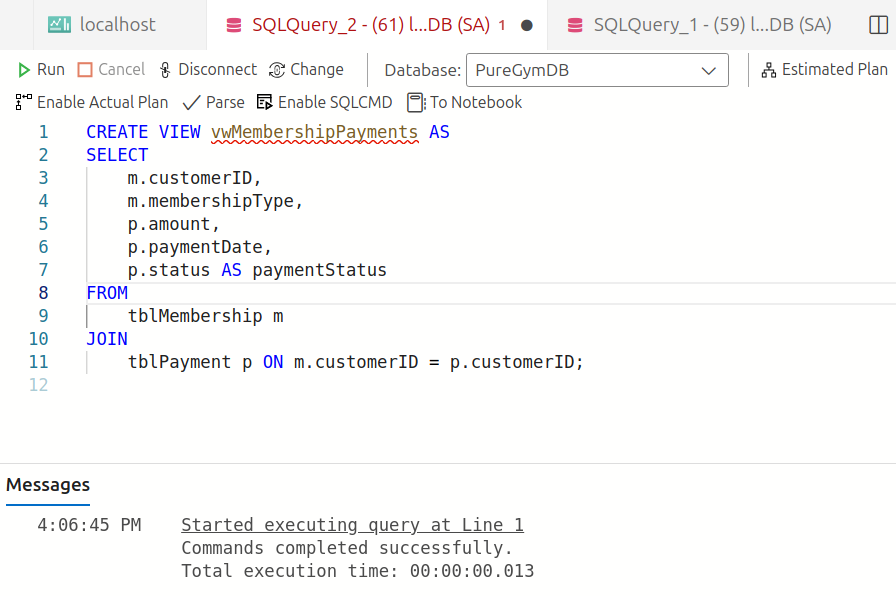 localhost
SQLQuery_2 - (61) l...DB (SA) 1
SQLQuery_1 - (59) l...DB (SA)
Run Cancel Disconnect Change Database: PureGymDB Estimated Plan
Enable Actual Plan Parse Enable SQLCMD To Notebook
1 CREATE VIEW vwMembershipPayments AS
2 SELECT
3 m.customerID,
4 m.membershipType,
5 p.amount,
6 p.paymentDate,
7 p.status AS paymentStatus
8 FROM
9 tblMembership m
10 JOIN
11 tblPayment p ON m.customerID = p.customerID;
12
Messages
4:06:45 PM Started executing query at Line 1
Commands completed successfully.
Total execution time: 00:00:00.013